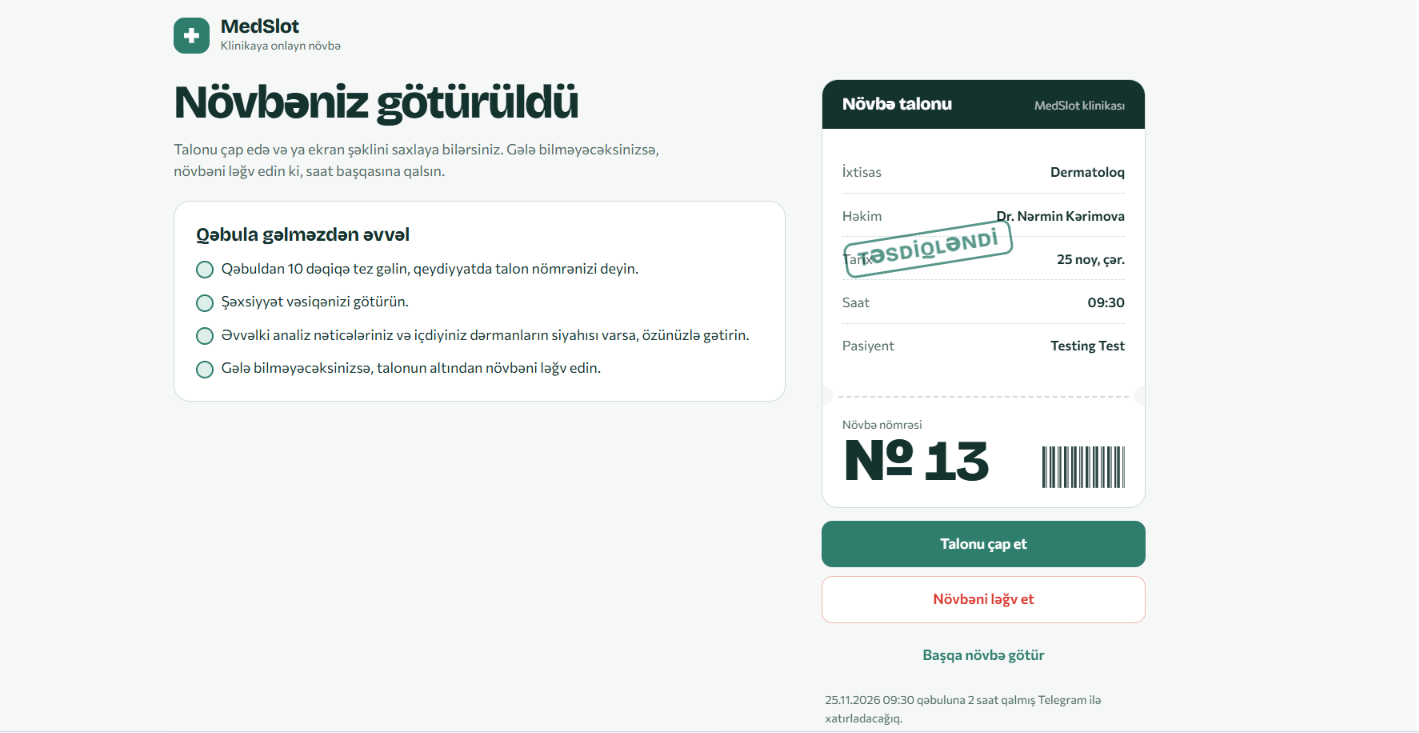 MedSlot
Klinikaya onlayn növbə
Növbəniz götürüldü
Talonu çap edə və ya ekran şəklini saxlaya bilərsiniz. Gələ bilməyəcəksinizsə,
növbəni ləğv edin ki, saat başqasına qalsın.
Qəbula gəlməzdən əvvəl
Qəbuldan 10 dəqiqə tez gəlin, qeydiyyatda talon nömrənizi deyin.
Şəxsiyyət vəsiqənizi götürün.
Əvvəlki analiz nəticələriniz və içdiyiniz dərmanların siyahısı varsa, özünüzlə gətirin.
Gələ bilməyəcəksinizsə, talonun altından növbəni ləğv edin.
Növbə talonu MedSlot klinikası
İxtisas Dermatoloq
Həkim Dr. Nərmin Kərimova
TƏSDİQLƏNDİ
Tarix 25 noy, çər.
Saat 09:30
Pasiyent Testing Test
Növbə nömrəsi
№ 13
Talonu çap et
Növbəni ləğv et
Başqa növbə götür
25.11.2026 09:30 qəbuluna 2 saat qalmış Telegram ilə
xatırladacağıq.